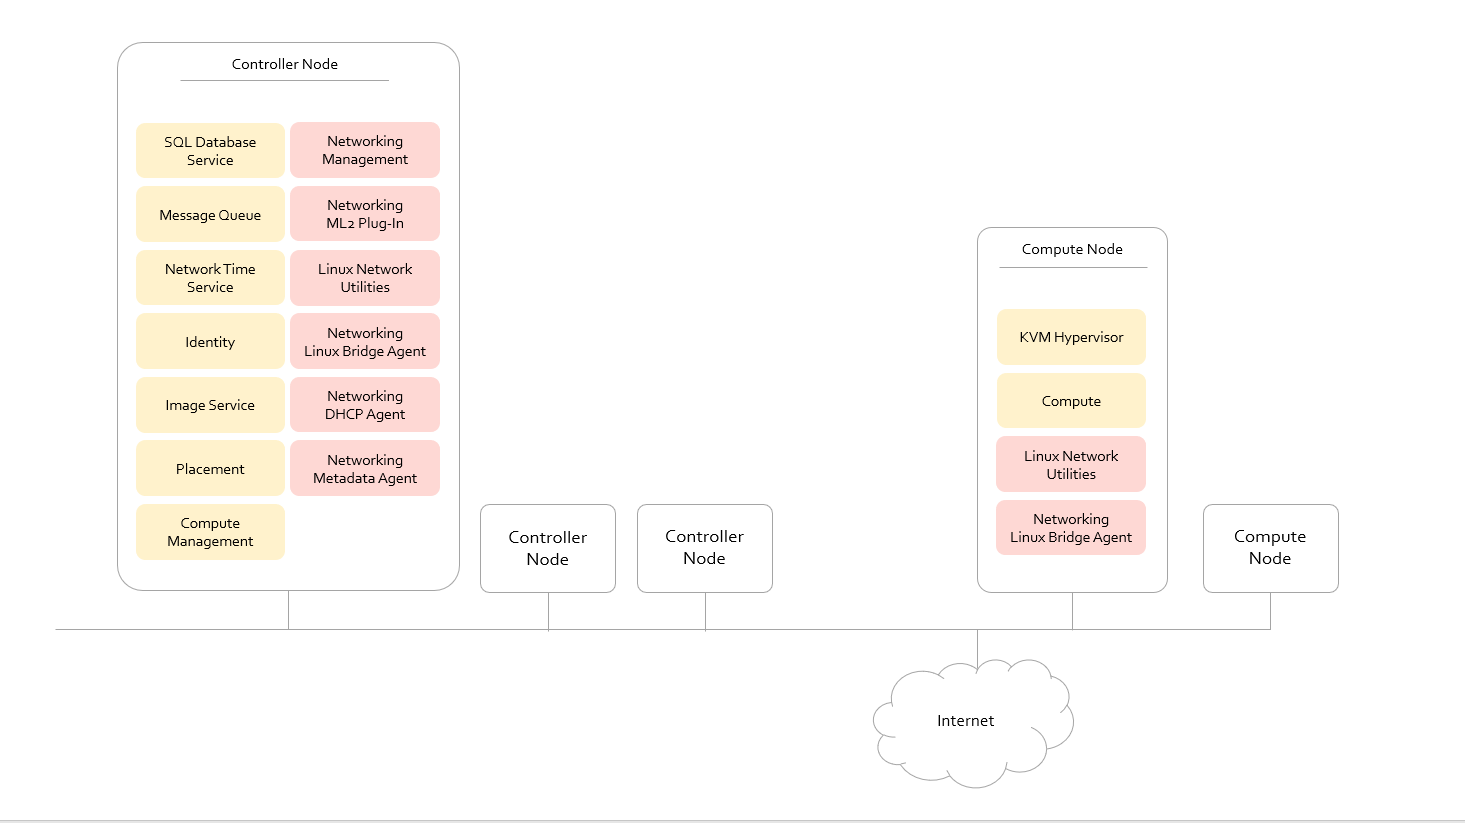 Controller Node
SQL Database
Service
Networking
Management
Message Queue
Networking
ML2 Plug-In
Network Time
Service
Linux Network
Utilities
Identity
Networking
Linux Bridge Agent
Image Service
Networking
DHCP Agent
Placement
Networking
Metadata Agent
Compute
Management
Controller
Node
Controller
Node
Compute Node
KVM Hypervisor
Compute
Linux Network
Utilities
Networking
Linux Bridge Agent
Compute
Node
Internet